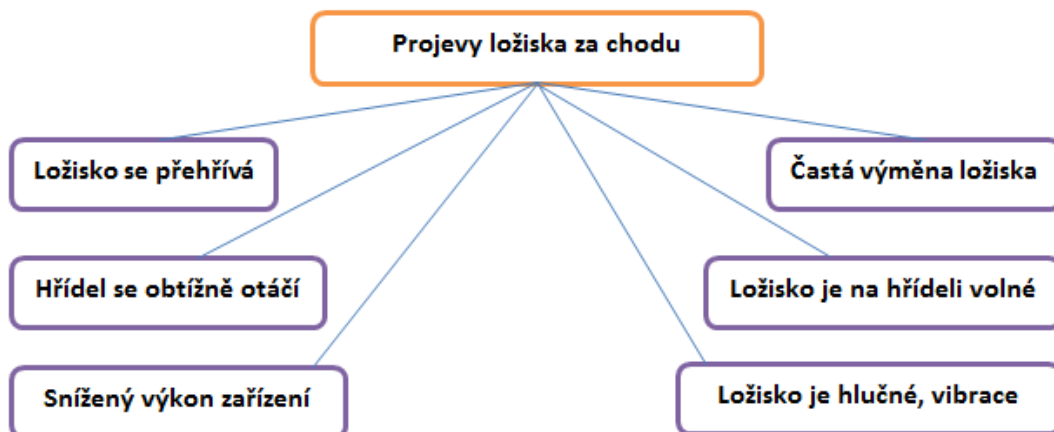 Projevy ložiska za chodu
Ložisko se přehřívá
Častá výměna ložiska
Hřídel se obtížně otáčí
Ložisko je na hřídeli volné
Snížený výkon zařízení
Ložisko je hlučné, vibrace